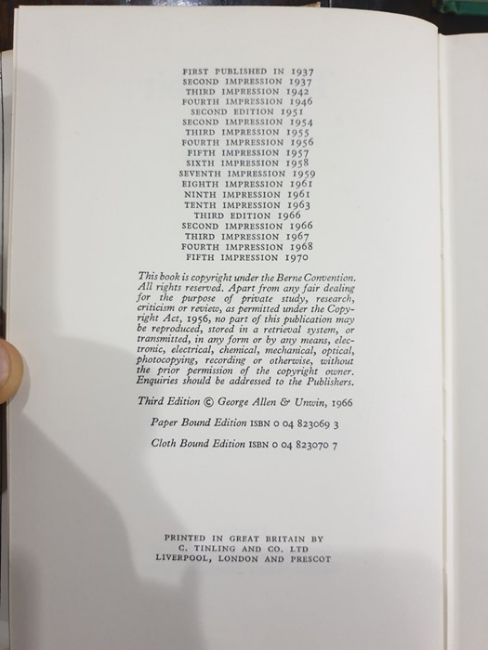 FIRST PUBLISHED IN 1937
SECOND IMPRESSION 1937
THIRD IMPRESSION 1942
FOURTH IMPRESSION 1946
SECOND EDITION 1951
SECOND IMPRESSION 1954
THIRD IMPRESSION 1955
FOURTH IMPRESSION 1956
FIFTH IMPRESSION 1957
SIXTH IMPRESSION 1958
SEVENTH IMPRESSION 1959
EIGHTH IMPRESSION 1961
NINTH IMPRESSION 1961
TENTH IMPRESSION 1963
THIRD EDITION 1966
SECOND IMPRESSION 1966
THIRD IMPRESSION 1967
FOURTH IMPRESSION 1968
FIFTH IMPRESSION 1970
This book is copyright under the Berne Convention.
All rights reserved. Apart from any fair dealing
for the purpose of private study, research,
criticism or review, as permitted under the Copy-
right Act, 1956, no part of this publication may
be reproduced, stored in a retrieval system, or
transmitted, in any form or by any means, elec-
tronic, electrical, chemical, mechanical, optical,
photocopying, recording or otherwise, without
the prior permission of the copyright owner.
Enquiries should be addressed to the Publishers.
Third Edition © George Allen & Unwin, 1966
Paper Bound Edition ISBN 0 04 823069 3
Cloth Bound Edition ISBN 0 04 823070 7
PRINTED IN GREAT BRITAIN BY
C. TINLING AND CO. LTD
LIVERPOOL, LONDON AND PRESCOT